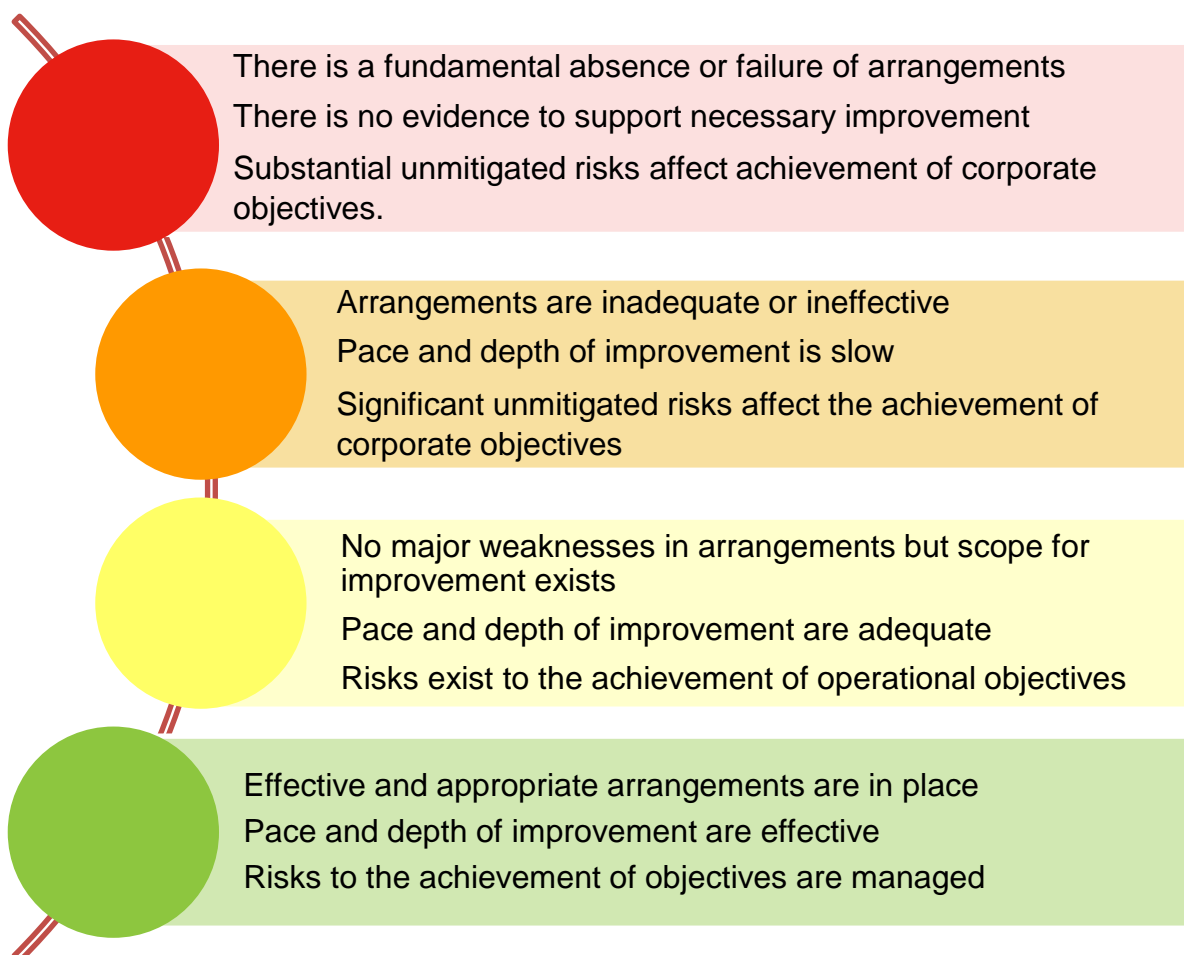 There is a fundamental absence or failure of arrangements
There is no evidence to support necessary improvement
Substantial unmitigated risks affect achievement of corporate
objectives.
Arrangements are inadequate or ineffective
Pace and depth of improvement is slow
Significant unmitigated risks affect the achievement of
corporate objectives
No major weaknesses in arrangements but scope for
improvement exists
Pace and depth of improvement are adequate
Risks exist to the achievement of operational objectives
Effective and appropriate arrangements are in place
Pace and depth of improvement are effective
Risks to the achievement of objectives are managed